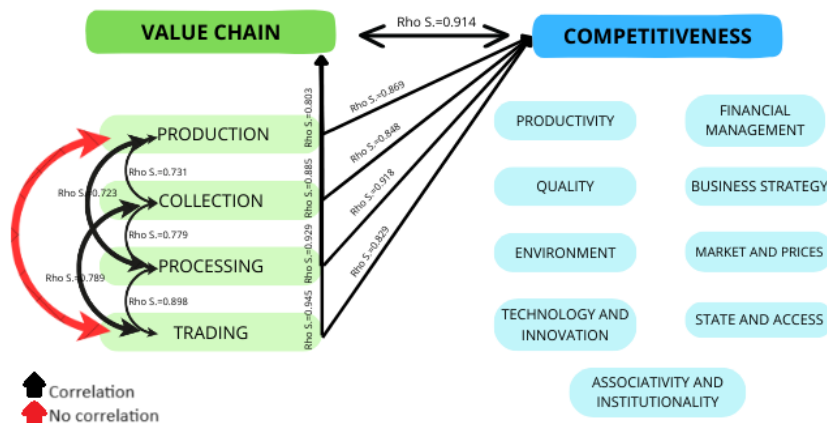 Rho S.=0.914
VALUE CHAIN
COMPETITIVENESS
PRODUCTION
COLLECTION
PROCESSING
TRADING
Rho S.=0.731
Rho S.=0.723
Rho S.=0.779
Rho S.=0.789
Rho S.=0.898
Rho S.=0.803
Rho S.=0.885
Rho S.=0.929
Rho S.=0.945
Rho S.=0.869
Rho S.=0.848
Rho S.=0.918
Rho S.=0.829
PRODUCTIVITY
FINANCIAL
MANAGEMENT
QUALITY
BUSINESS STRATEGY
ENVIRONMENT
MARKET AND PRICES
TECHNOLOGY AND
INNOVATION
STATE AND ACCESS
ASSOCIATIVITY AND
INSTITUTIONALITY
Correlation
No correlation